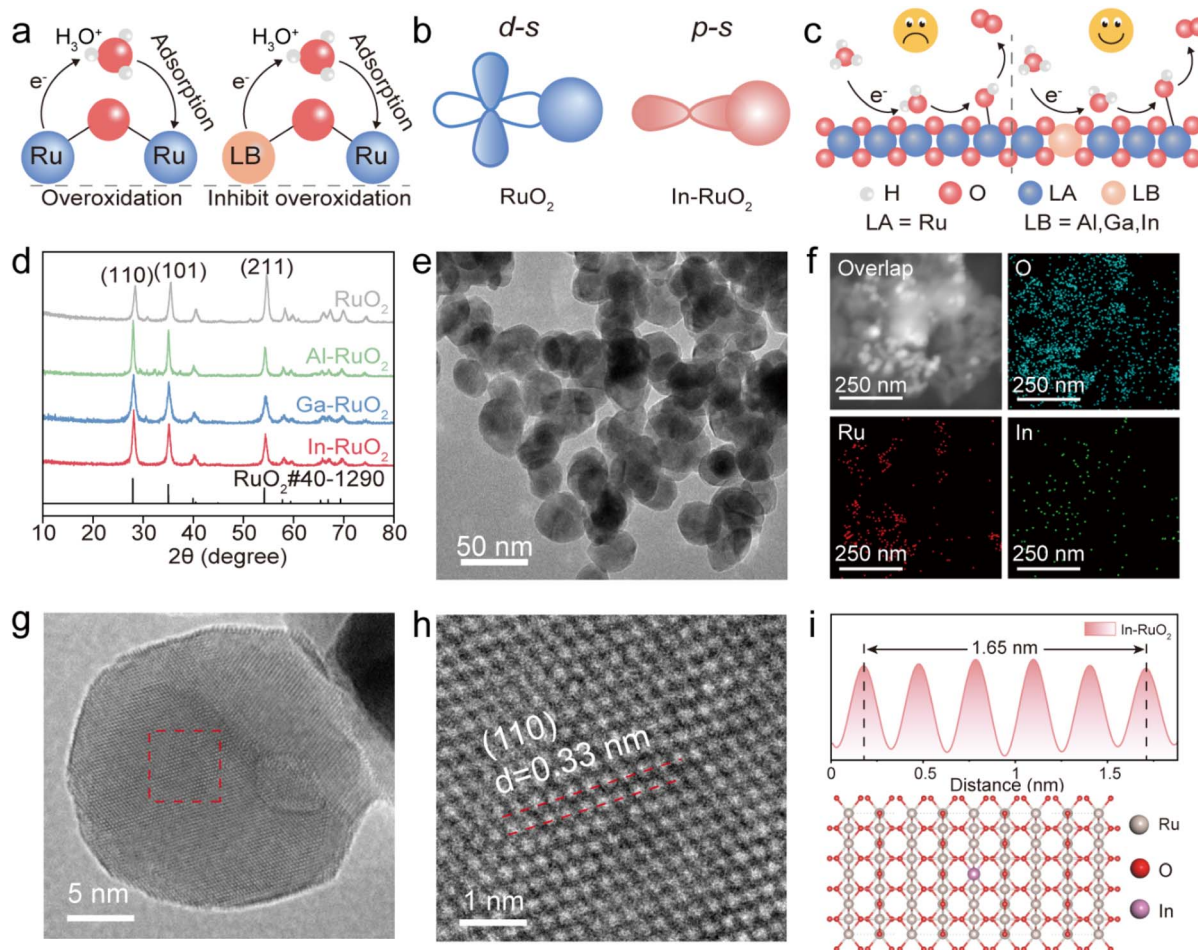 a
H₃O⁺
e⁻
Adsorption
Ru
Ru
Overoxidation
H₃O⁺
e⁻
Adsorption
LB
Ru
Inhibit overoxidation
b
d-s
p-s
RuO₂
In-RuO₂
c
e⁻
e⁻
H
O
LA
LB
LA = Ru
LB = Al,Ga,In
d
(110)
(101)
(211)
RuO₂
Al-RuO₂
Ga-RuO₂
In-RuO
RuO₂#40-1290
10 20 30 40 50 60 70 80
2θ (degree)
e
50 nm
f
Overlap
250 nm
O
250 nm
Ru
250 nm
In
250 nm
g
5 nm
h
(110)
d=0.33 nm
1 nm
i
In-RuO₂
1.65 nm
0 0.5 1 1.5
Distance (nm)
Ru
O
In